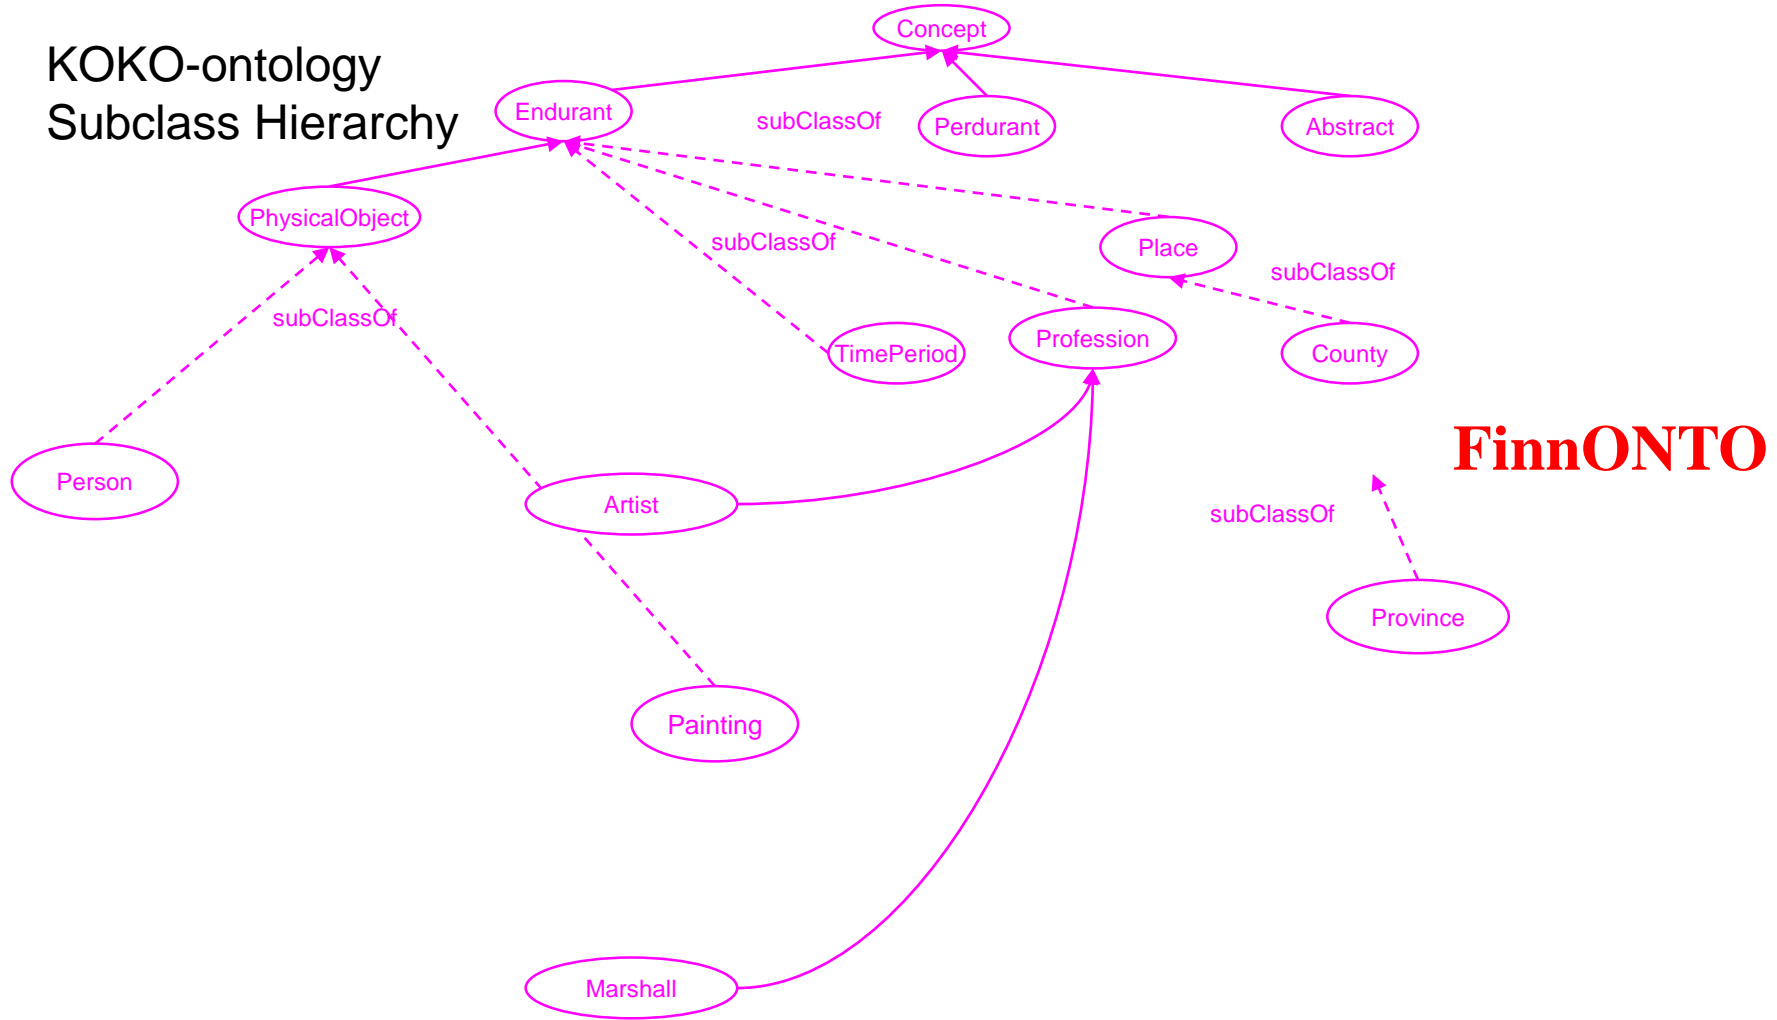 Concept
KOKO-ontology
Subclass Hierarchy
Endurant
subClassOf
Perdurant
Abstract
PhysicalObject
subClassOf
Place
subClassOf
subClassOf
TimePeriod
Profession
County
FinnONTO
Person
Artist
subClassOf
Province
Painting
Marshall